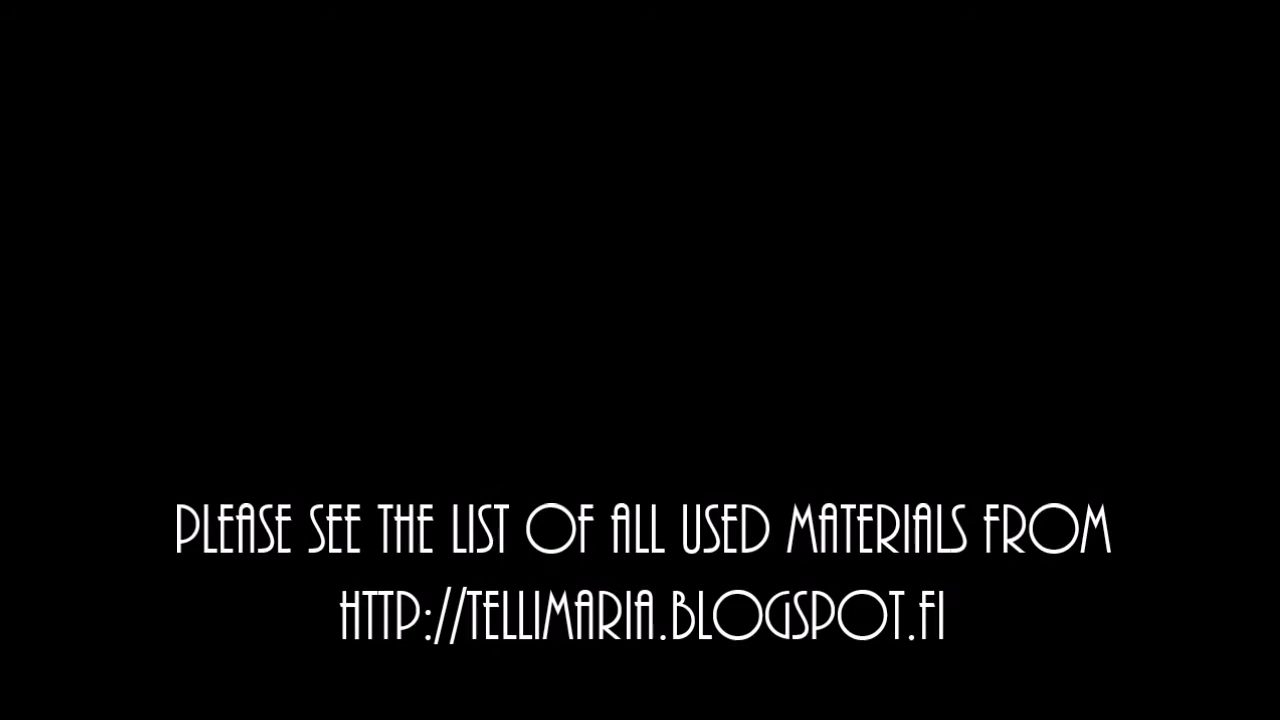 PLEASE SEE THE LIST OF ALL USED MATERIALS FROM
HTTP://TELLIMARIA.BLOGSPOT.FI